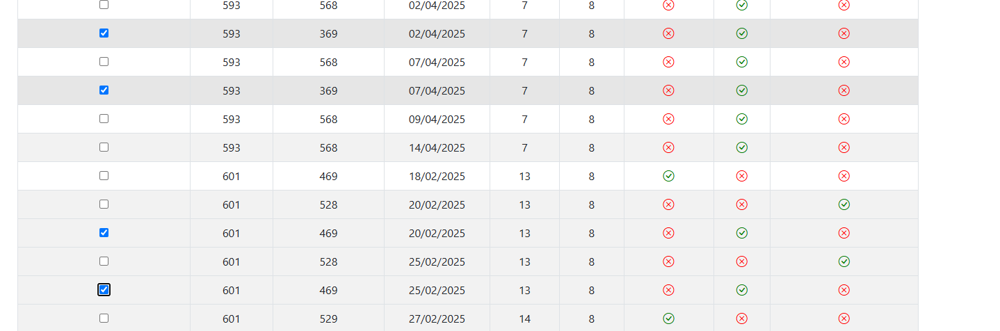 593 568 02/04/2025 7 8
593 369 02/04/2025 7 8
593 568 07/04/2025 7 8
593 369 07/04/2025 7 8
593 568 09/04/2025 7 8
593 568 14/04/2025 7 8
601 469 18/02/2025 13 8
601 528 20/02/2025 13 8
601 469 20/02/2025 13 8
601 528 25/02/2025 13 8
601 469 25/02/2025 13 8
601 529 27/02/2025 14 8